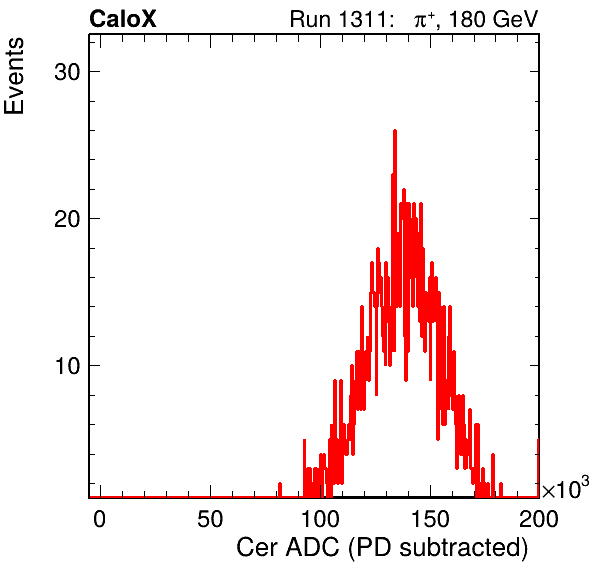 CaloX Run 1311: π⁺, 180 GeV
Events
30
20
10
0 50 100 150 200
×10³
Cer ADC (PD subtracted)